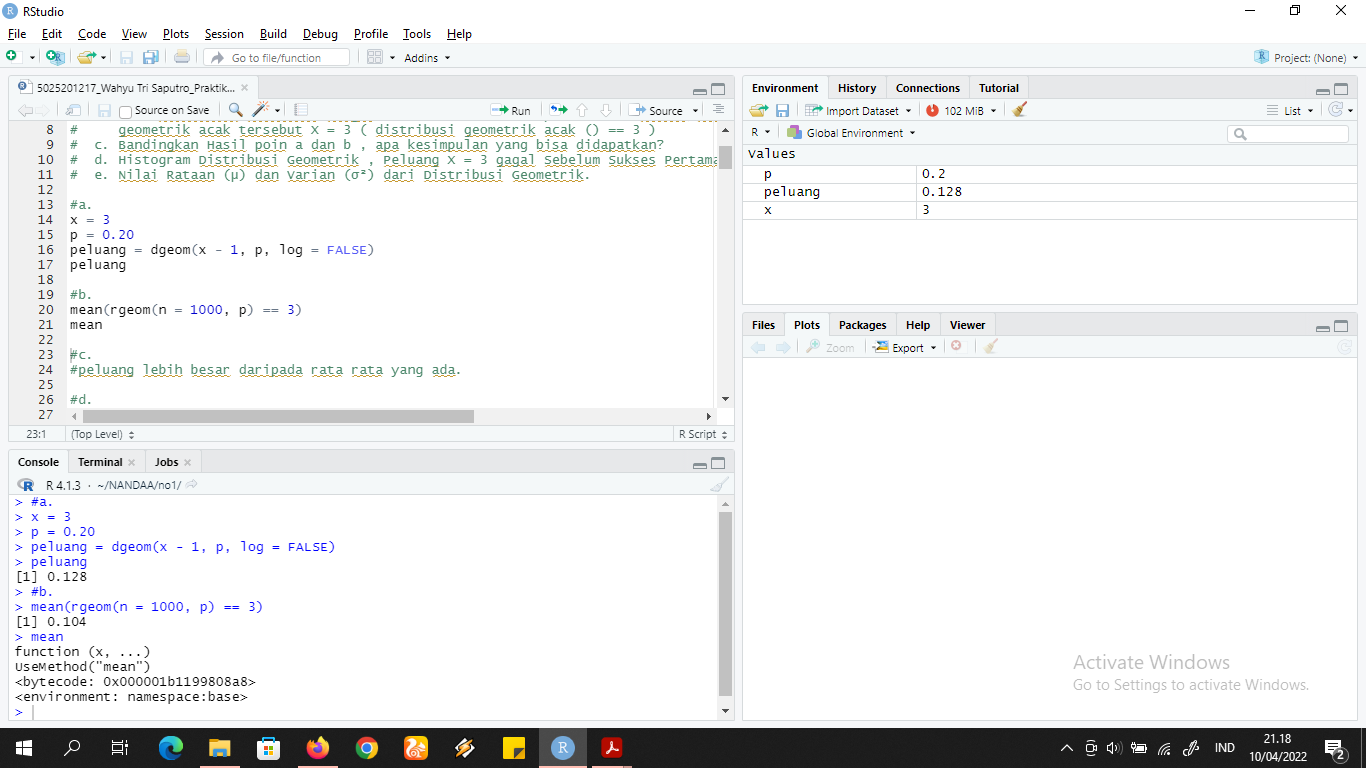 RStudio
File Edit Code View Plots Session Build Debug Profile Tools Help
Go to file/function Addins Project: (None)
5025201217_Wahyu Tri Saputro_Praktik...
Source on Save Run Source
8 # geometrik acak tersebut X = 3 ( distribusi geometrik acak () == 3 )
9 # c. Bandingkan Hasil poin a dan b , apa kesimpulan yang bisa didapatkan?
10 # d. Histogram Distribusi Geometrik , Peluang X = 3 gagal Sebelum Sukses Pertama
11 # e. Nilai Rataan (μ) dan Varian (σ²) dari Distribusi Geometrik.
12
13 #a.
14 x = 3
15 p = 0.20
16 peluang = dgeom(x - 1, p, log = FALSE)
17 peluang
18
19 #b.
20 mean(rgeom(n = 1000, p) == 3)
21 mean
22
23 #c.
24 #peluang lebih besar daripada rata rata yang ada.
25
26 #d.
27
23:1 (Top Level) R Script
Console Terminal Jobs
R 4.1.3 · ~/NANDAA/no1/
> #a.
> x = 3
> p = 0.20
> peluang = dgeom(x - 1, p, log = FALSE)
> peluang
[1] 0.128
> #b.
> mean(rgeom(n = 1000, p) == 3)
[1] 0.104
> mean
function (x, ...)
UseMethod("mean")
<bytecode: 0x000001b1199808a8>
<environment: namespace:base>
>
Environment History Connections Tutorial
Import Dataset 102 MiB List
R Global Environment
Values
p 0.2
peluang 0.128
x 3
Files Plots Packages Help Viewer
Zoom Export
Activate Windows
Go to Settings to activate Windows.
IND
21.18
10/04/2022
2